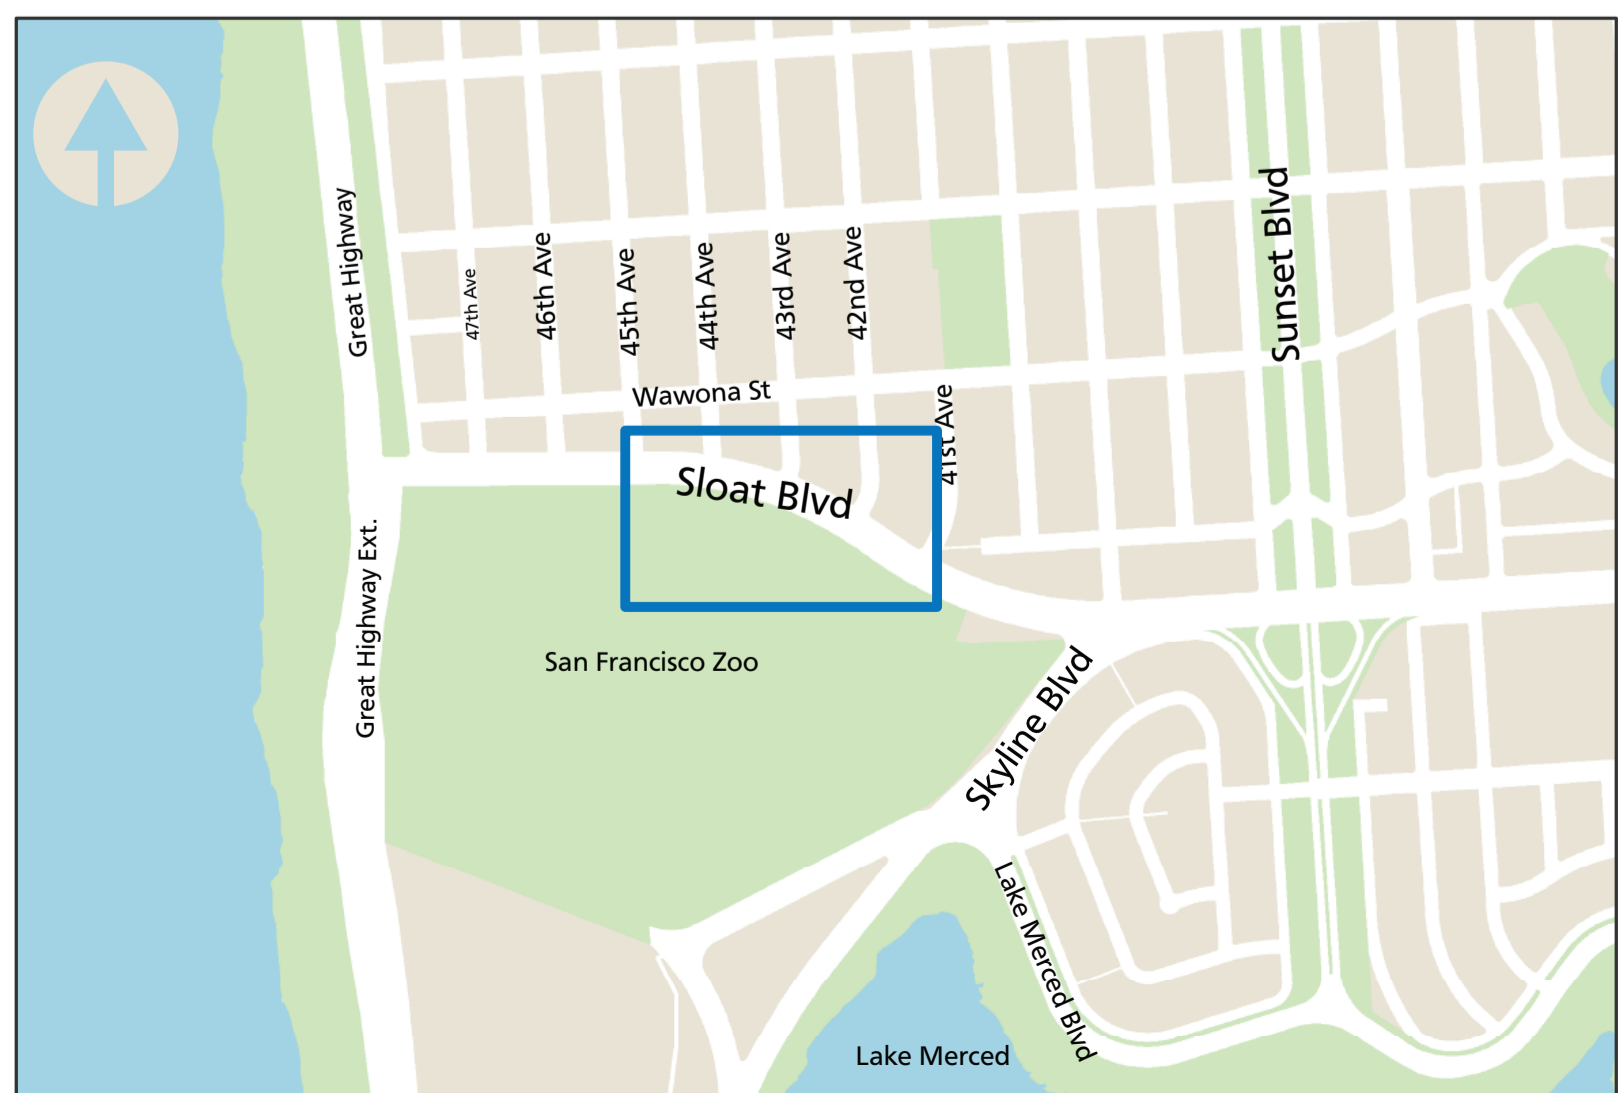 Great Highway
47th Ave
46th Ave
45th Ave
44th Ave
43rd Ave
42nd Ave
Sunset Blvd
Wawona St
41st Ave
Sloat Blvd
Great Highway Ext.
San Francisco Zoo
Skyline Blvd
Lake Merced Blvd
Lake Merced